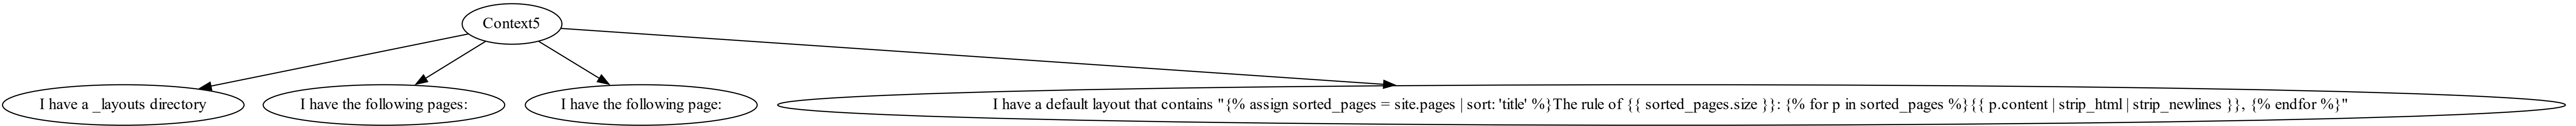 Context5
I have a _layouts directory
I have the following pages:
I have the following page:
I have a default layout that contains "{% assign sorted_pages = site.pages | sort: 'title' %}The rule of {{ sorted_pages.size }}: {% for p in sorted_pages %}{{ p.content | strip_html | strip_newlines }}, {% endfor %}"